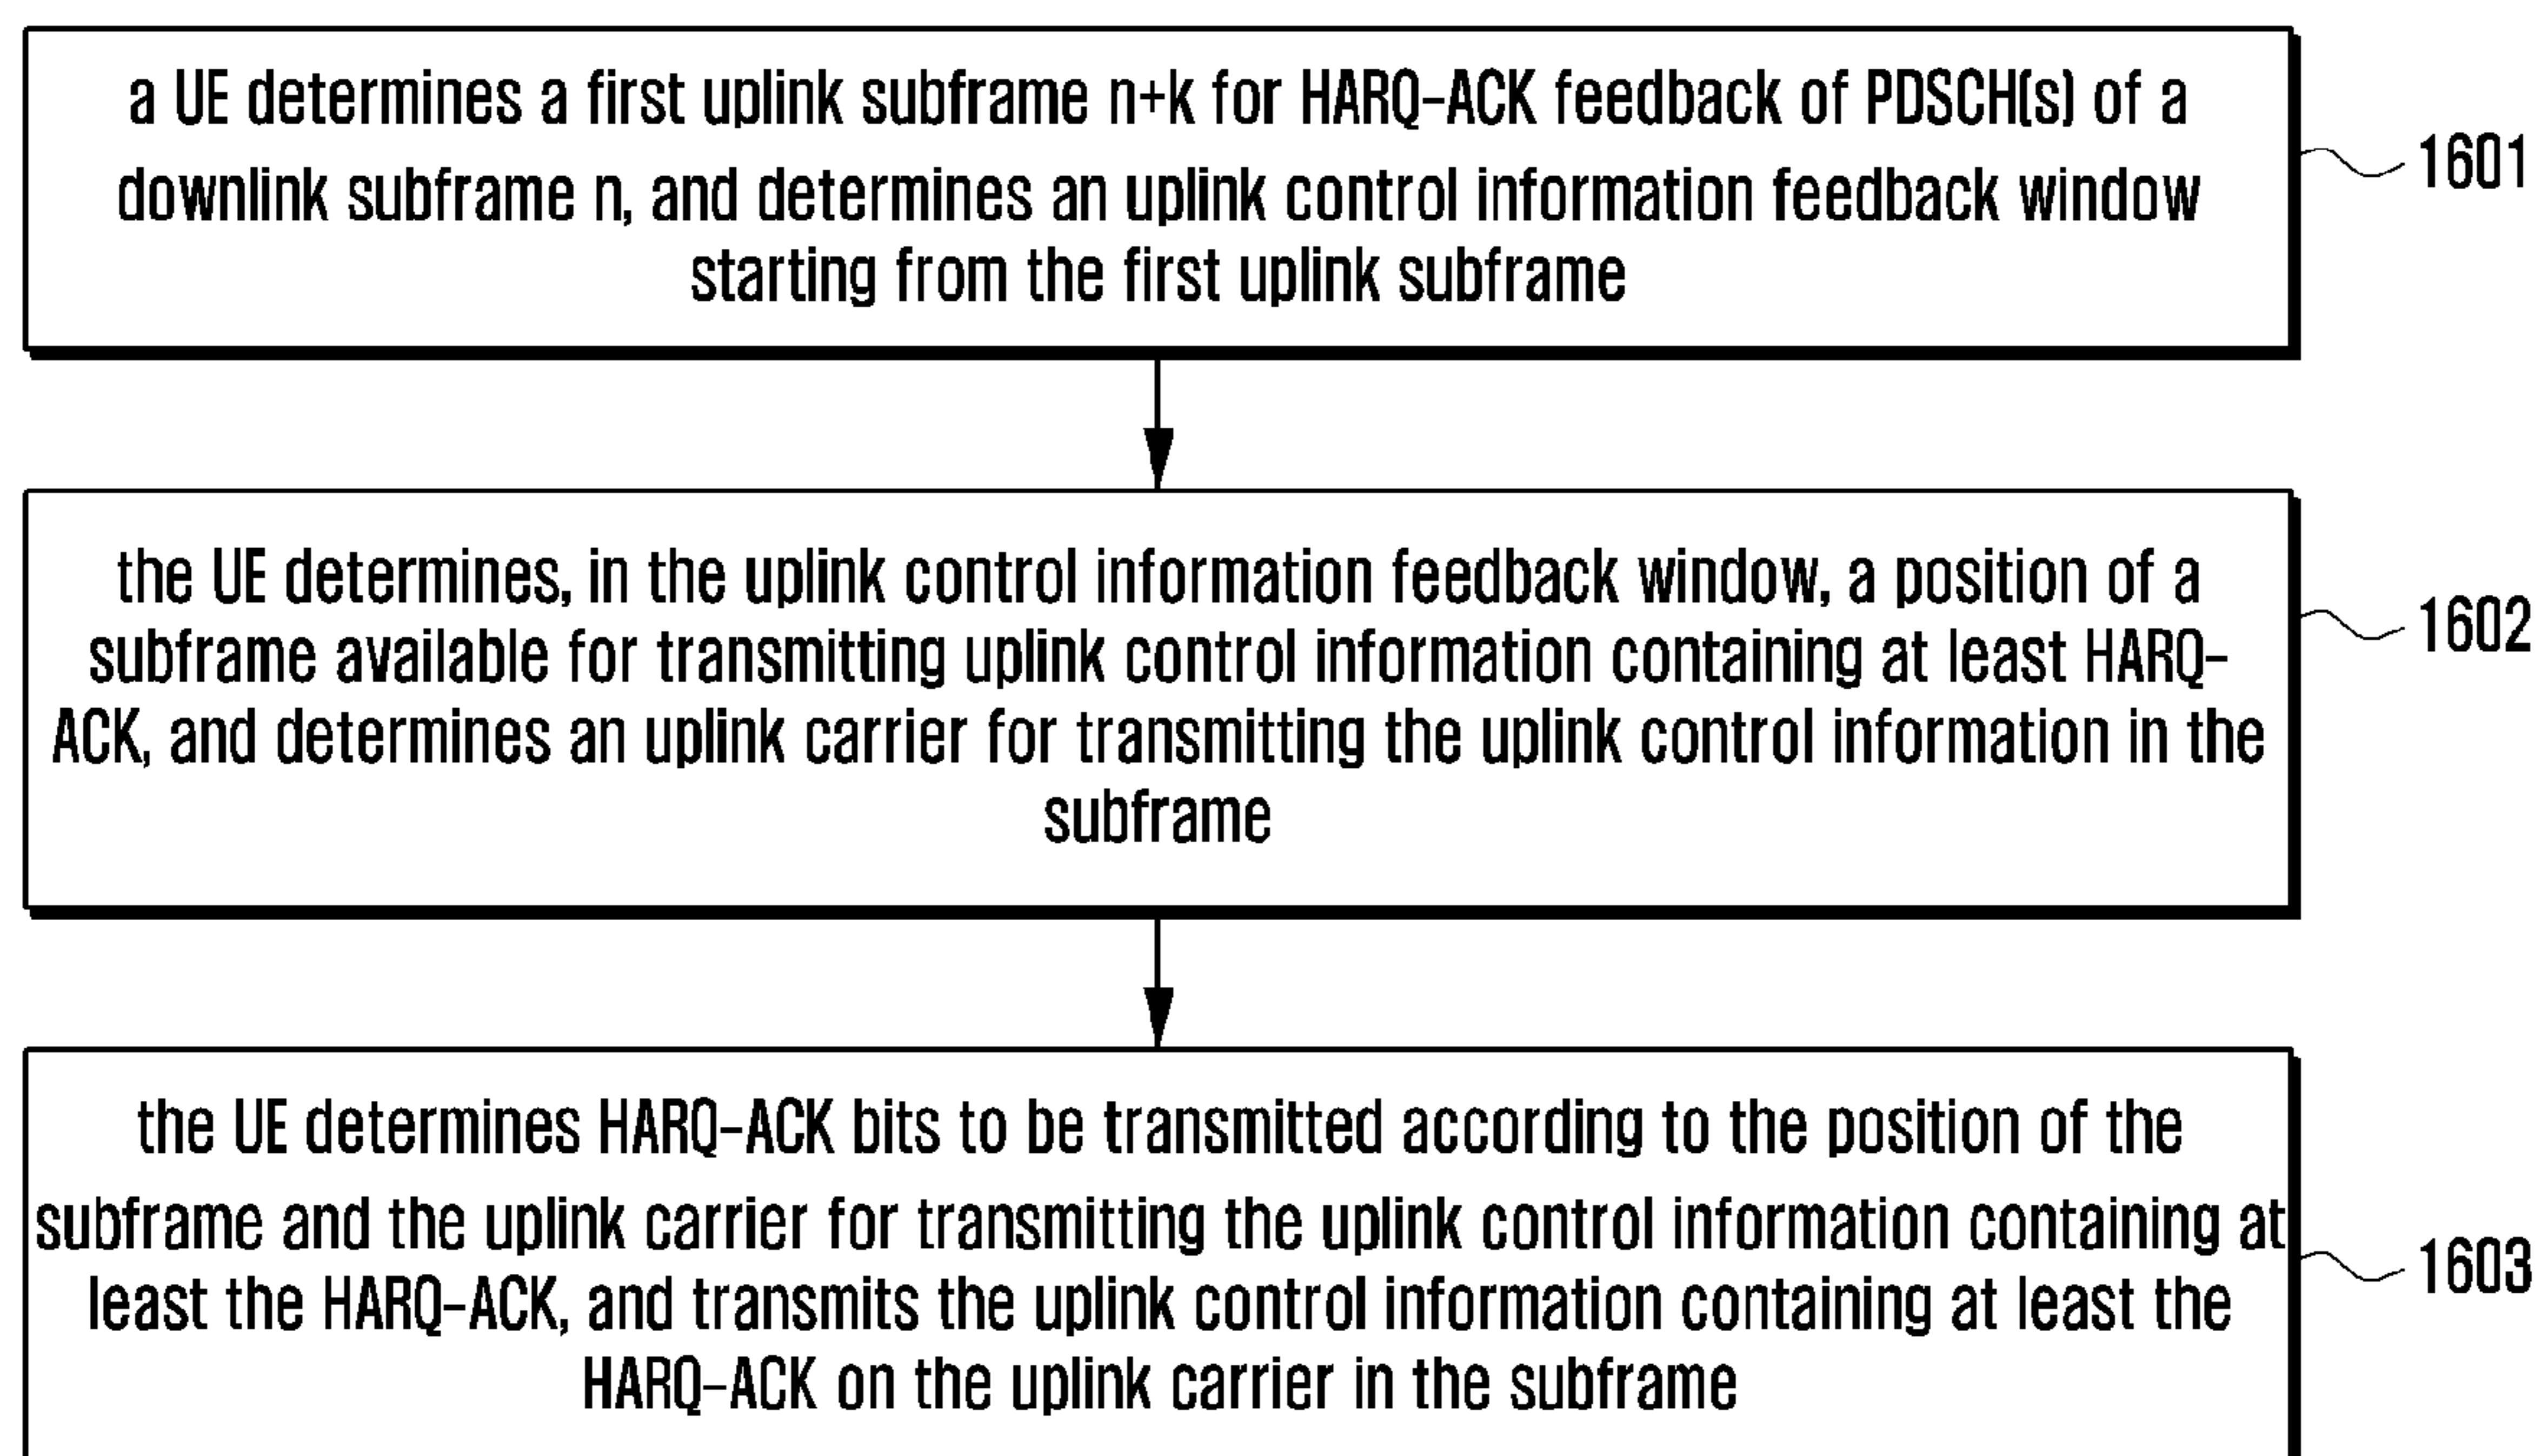 a UE determines a first uplink subframe n+k for HARQ-ACK feedback of PDSCH(s) of a
downlink subframe n, and determines an uplink control information feedback window
starting from the first uplink subframe
1601
the UE determines, in the uplink control information feedback window, a position of a
subframe available for transmitting uplink control information containing at least HARQ-
ACK, and determines an uplink carrier for transmitting the uplink control information in the
subframe
1602
the UE determines HARQ-ACK bits to be transmitted according to the position of the
subframe and the uplink carrier for transmitting the uplink control information containing at
least the HARQ-ACK, and transmits the uplink control information containing at least the
HARQ-ACK on the uplink carrier in the subframe
1603